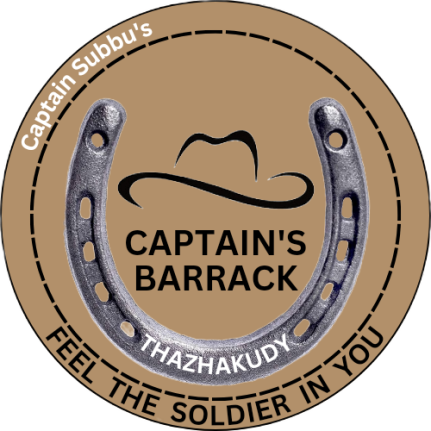 Captain Subbu's
CAPTAIN'S
BARRACK
THAZHAKUDY
FEEL THE SOLDIER IN YOU